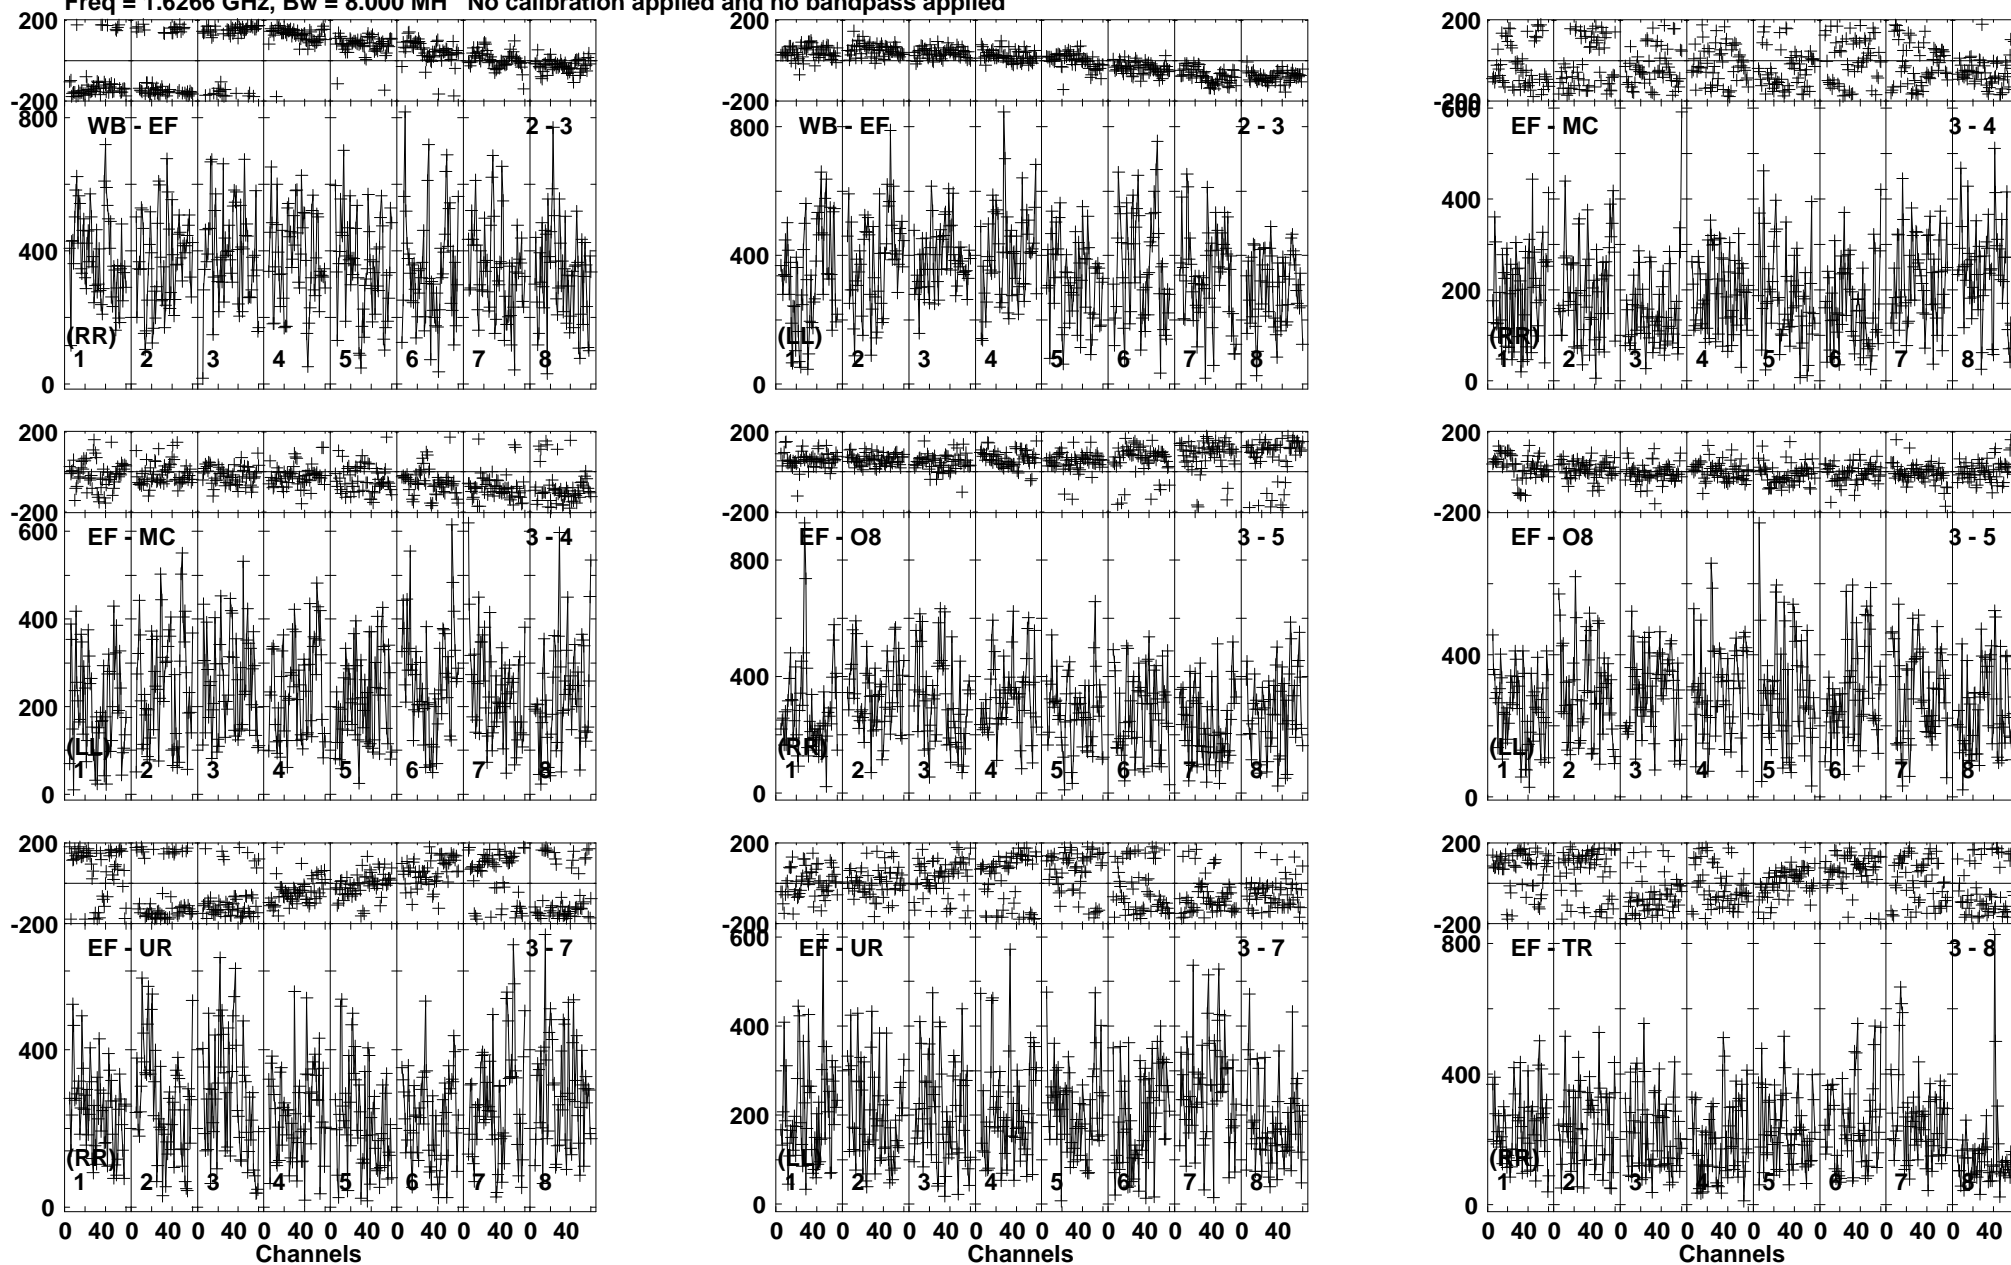 Freq = 1.6266 GHz, Bw = 8.000 MH No calibration applied and no bandpass applied
200 200 200
-200 -200 -200
800 800 600
WB - EF 2 - 3 WB - EF 2 - 3 EF - MC 3 - 4
400 400 400
200
(RR) (LL) (RR)
1 2 3 4 5 6 7 8 1 2 3 4 5 6 7 8 1 2 3 4 5 6 7 8
0 0 0
200 200 200
-200 -200 -200
600 800
EF - MC 3 - 4 EF - O8 3 - 5 EF - O8 3 - 5
400 400 400
200
(LL) (RR) (LL)
1 2 3 4 5 6 7 8 1 2 3 4 5 6 7 8 1 2 3 4 5 6 7 8
0 0 0
200 200 200
-200 -200 -200
600 800
EF - UR 3 - 7 EF - UR 3 - 7 EF - TR 3 - 8
400 400 400
200
(RR) (LL) (RR)
1 2 3 4 5 6 7 8 1 2 3 4 5 6 7 8 1 2 3 4 5 6 7 8
0 0 0
0 40 0 40 0 40 0 40 0 40 0 40 0 40 0 40 0 40 0 40 0 40 0 40 0 40 0 40 0 40 0 40 0 40 0 40 0 40 0 40 0 40 0 40 0 40 0 40
Channels Channels Channels